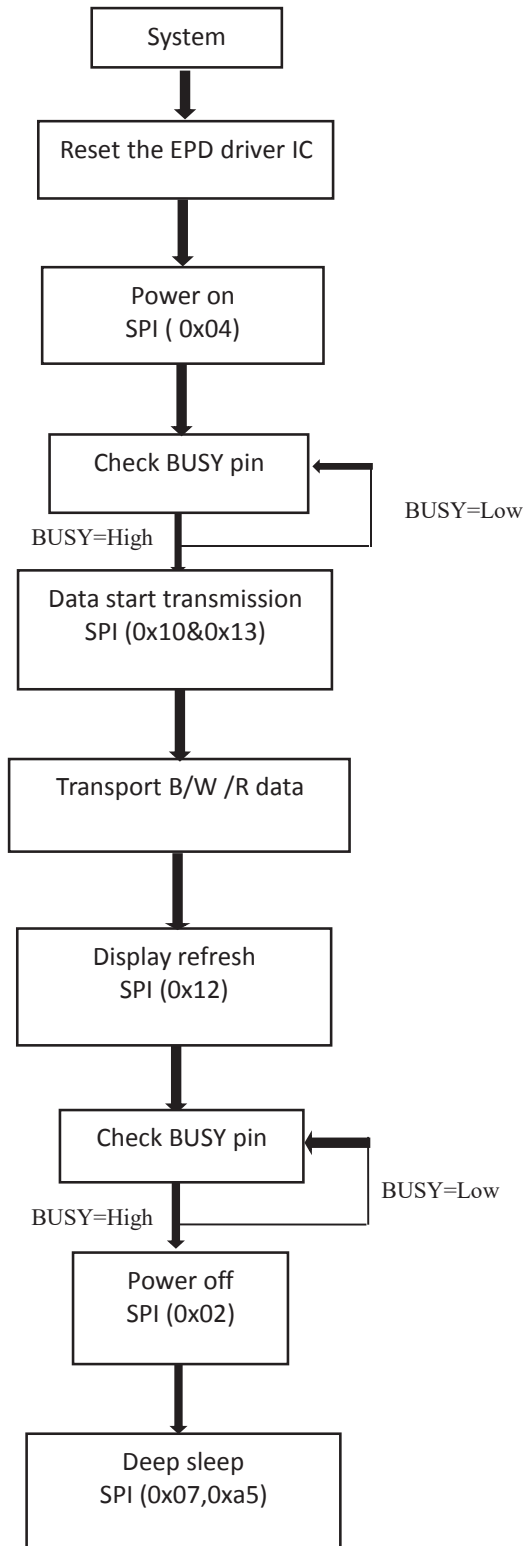 System
Reset the EPD driver IC
Power on
SPI ( 0x04)
Check BUSY pin
BUSY=Low
BUSY=High
Data start transmission
SPI (0x10&0x13)
Transport B/W /R data
Display refresh
SPI (0x12)
Check BUSY pin
BUSY=Low
BUSY=High
Power off
SPI (0x02)
Deep sleep
SPI (0x07,0xa5)